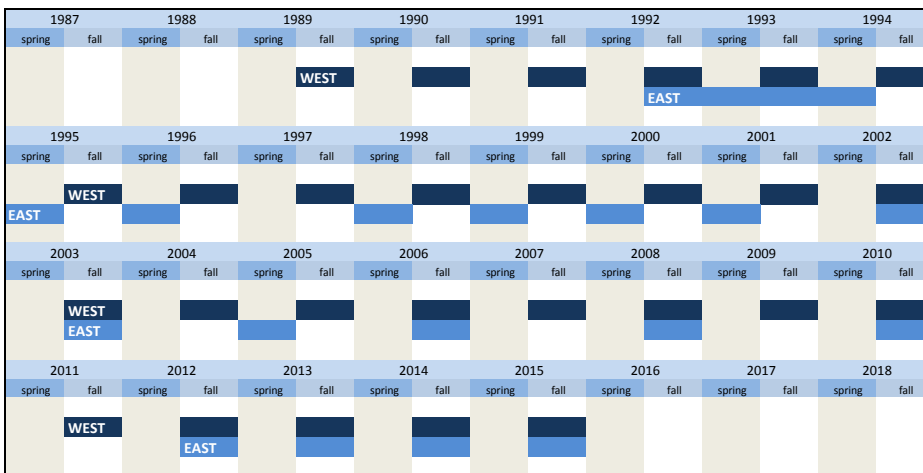 1987 1988 1989 1990 1991 1992 1993 1994
spring fall spring fall spring fall spring fall spring fall spring fall spring fall spring fall
WEST
EAST
1995 1996 1997 1998 1999 2000 2001 2002
spring fall spring fall spring fall spring fall spring fall spring fall spring fall spring fall
WEST
EAST
2003 2004 2005 2006 2007 2008 2009 2010
spring fall spring fall spring fall spring fall spring fall spring fall spring fall spring fall
WEST
EAST
2011 2012 2013 2014 2015 2016 2017 2018
spring fall spring fall spring fall spring fall spring fall spring fall spring fall spring fall
WEST
EAST